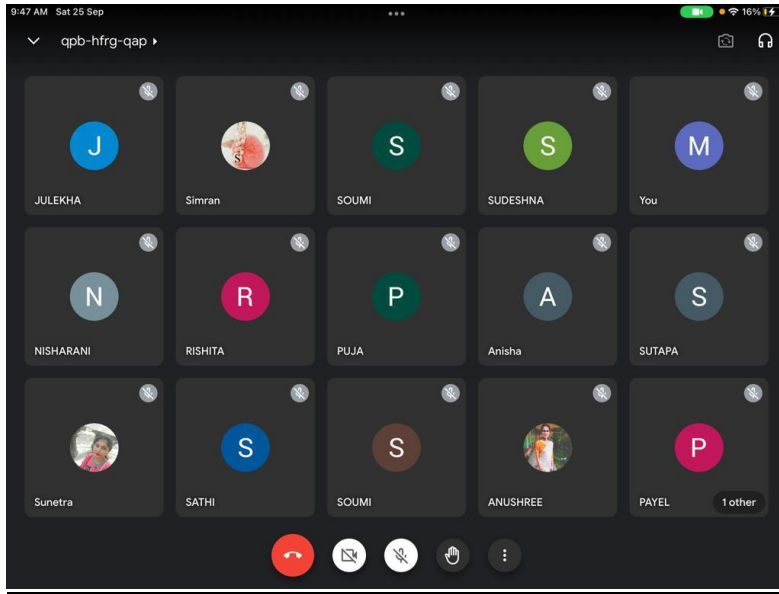 9:47 AM Sat 25 Sep 16%
qpb-hfrg-qap
J S S S M
JULEKHA Simran SOUMI SUDESHNA You
N R P A S
NISHARANI RISHITA PUJA Anisha SUTAPA
S S P
Sunetra SATHI SOUMI ANUSHREE PAYEL 1 other